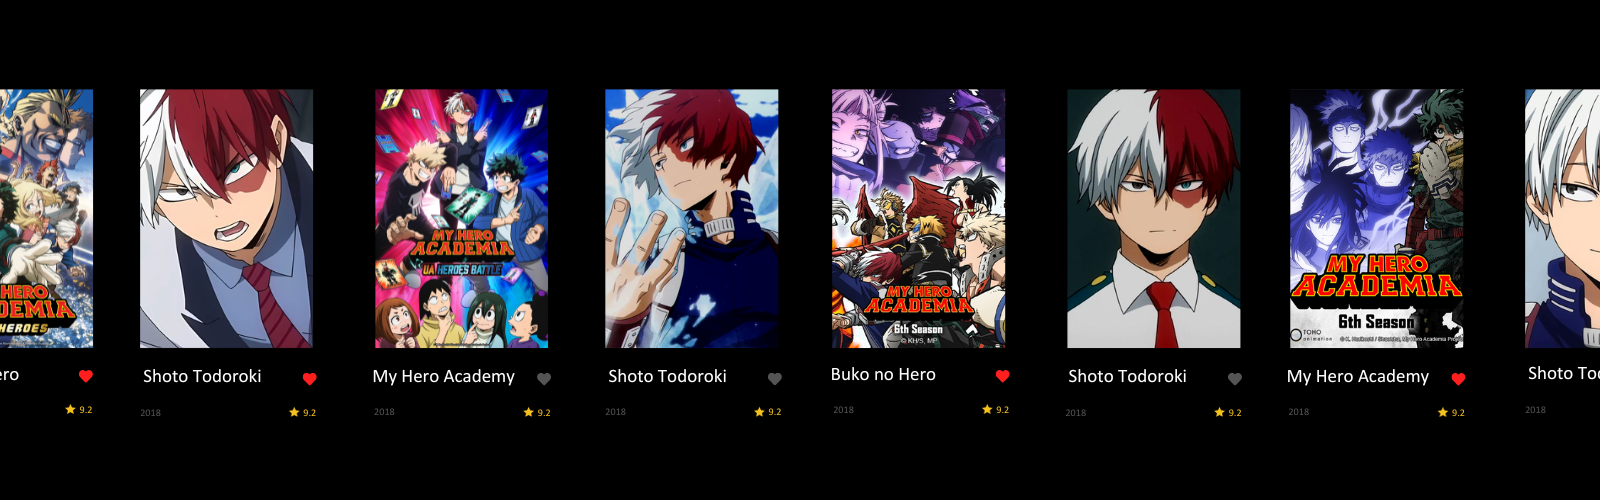 HERO
DEMIA
HEROES
ero
9.2
Shoto Todoroki
2018
9.2
MY HERO
ACADEMIA
UA HEROES BATTLE
My Hero Academy
2018
9.2
Shoto Todoroki
2018
9.2
MY HERO
ACADEMIA
6th Season
© KH/S, MP
Buko no Hero
2018
9.2
Shoto Todoroki
2018
9.2
MY HERO
ACADEMIA
6th Season
TOHO
animation
My Hero Academy
2018
9.2
Shoto Too
2018